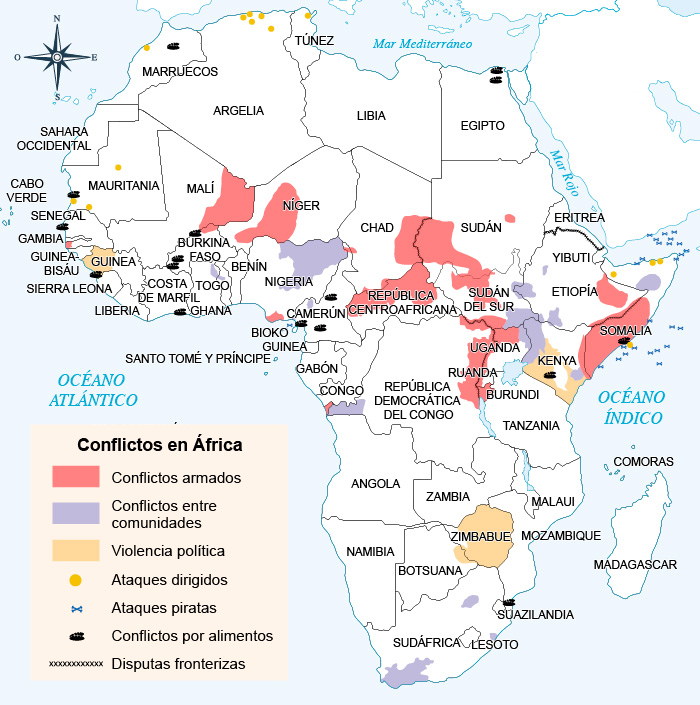 N
O
E
S
Mar Mediterráneo
TÚNEZ
MARRUECOS
ARGELIA
LIBIA
EGIPTO
SAHARA
OCCIDENTAL
Mar Rojo
CABO
VERDE
MAURITANIA
MALÍ
NÍGER
CHAD
SUDÁN
ERITREA
SENEGAL
GAMBIA
GUINEA-
BISÁU
GUINEA
BURKINA
FASO
BENÍN
NIGERIA
YIBUTI
ETIOPÍA
SIERRA LEONA
COSTA
DE MARFIL
TOGO
LIBERIA
GHANA
CAMERÚN
REPÚBLICA
CENTROAFRICANA
SUDÁN
DEL SUR
SOMALIA
BIOKO
GUINEA
UGANDA
KENYA
SANTO TOMÉ Y PRÍNCIPE
GABÓN
CONGO
REPÚBLICA
DEMOCRÁTICA
DEL CONGO
RUANDA
BURUNDI
OCÉANO
ATLÁNTICO
OCÉANO
ÍNDICO
TANZANIA
COMORAS
ANGOLA
ZAMBIA
MALAUI
ZIMBABUE
MOZAMBIQUE
MADAGASCAR
NAMIBIA
BOTSUANA
SUAZILANDIA
SUDÁFRICA
LESOTO
Conflictos en África
Conflictos armados
Conflictos entre
comunidades
Violencia política
Ataques dirigidos
Ataques piratas
Conflictos por alimentos
xxxxxxxxxxxx Disputas fronterizas